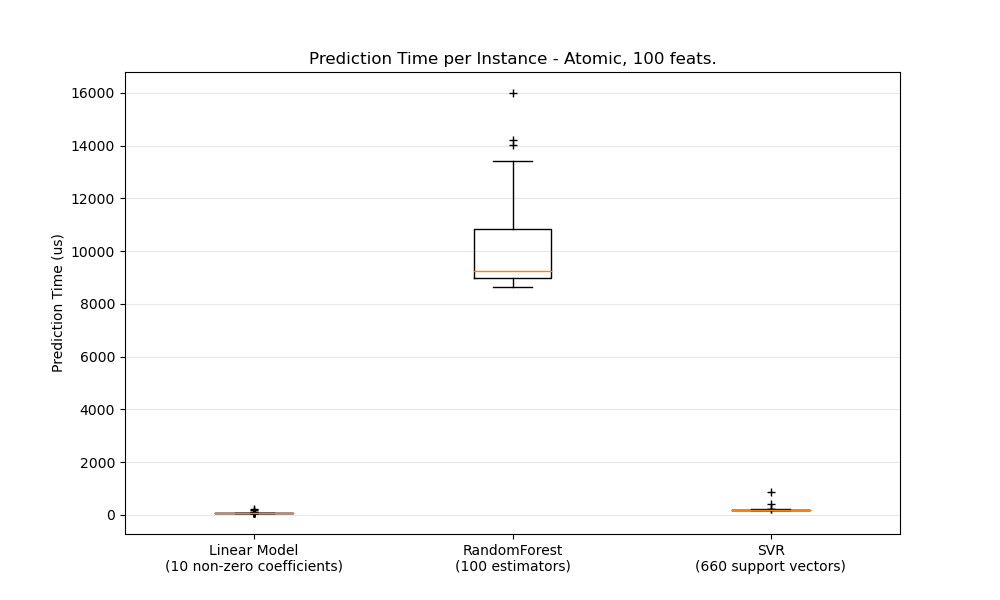 Prediction Time per Instance - Atomic, 100 feats.
16000
14000
12000
10000
8000
6000
4000
2000
0
Prediction Time (us)
Linear Model
(10 non-zero coefficients)
RandomForest
(100 estimators)
SVR
(660 support vectors)